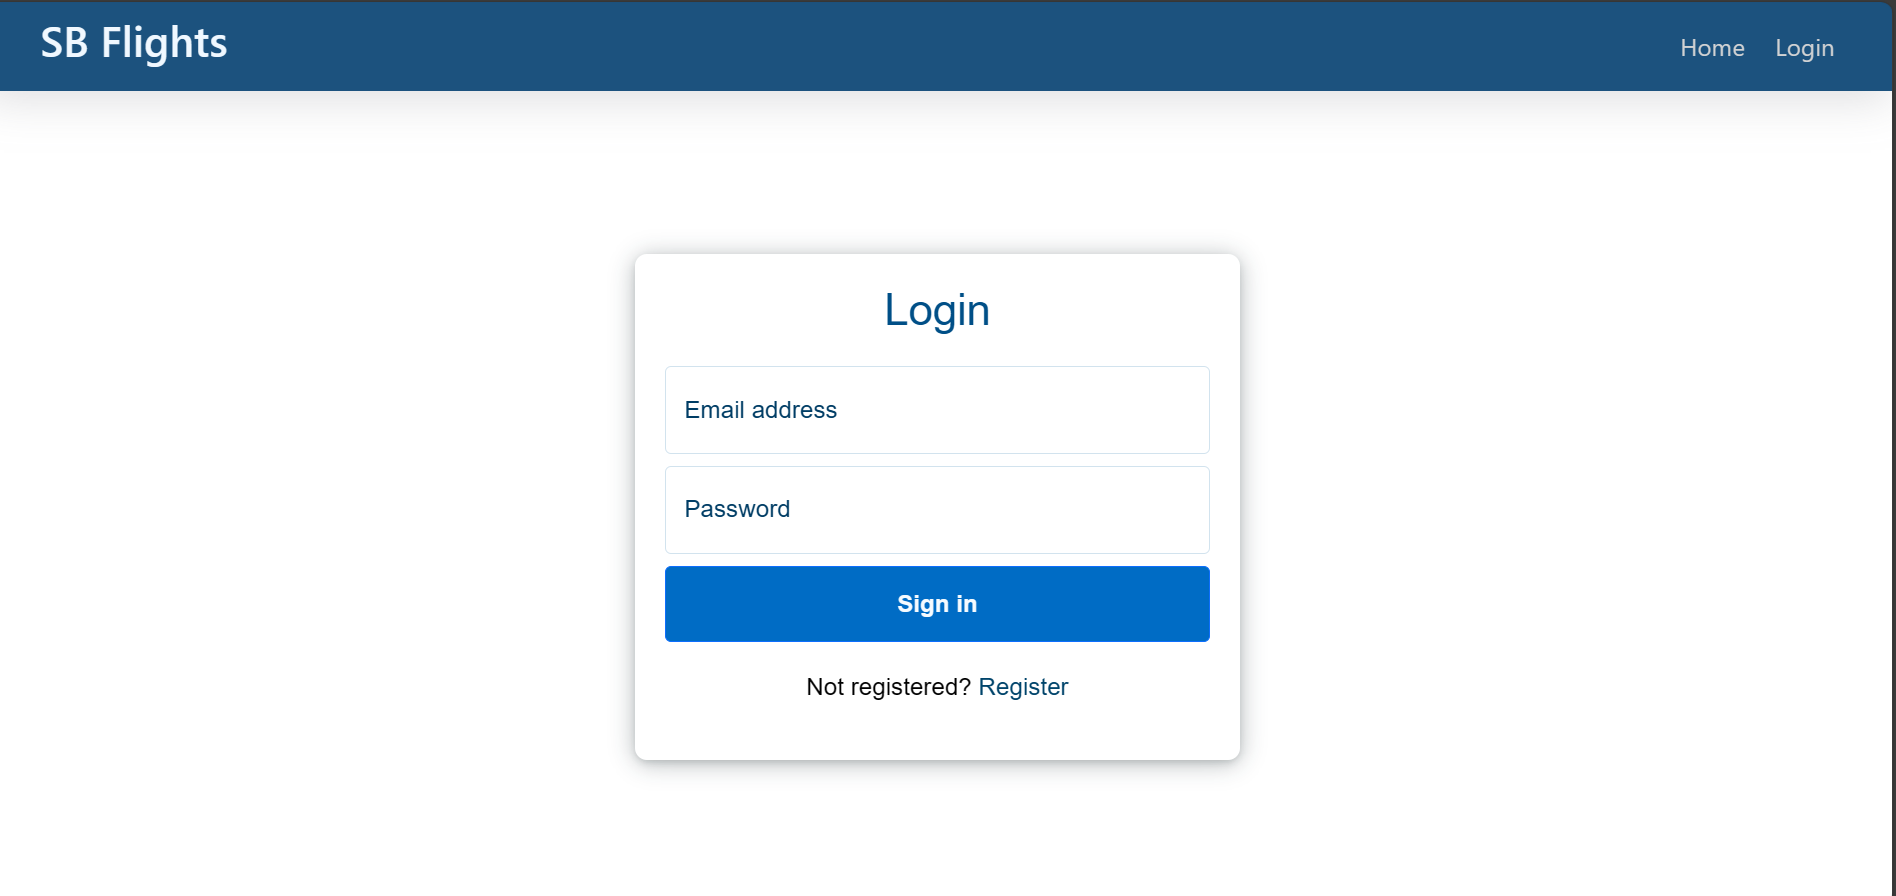 SB Flights
Home Login
Login
Email address
Password
Sign in
Not registered? Register